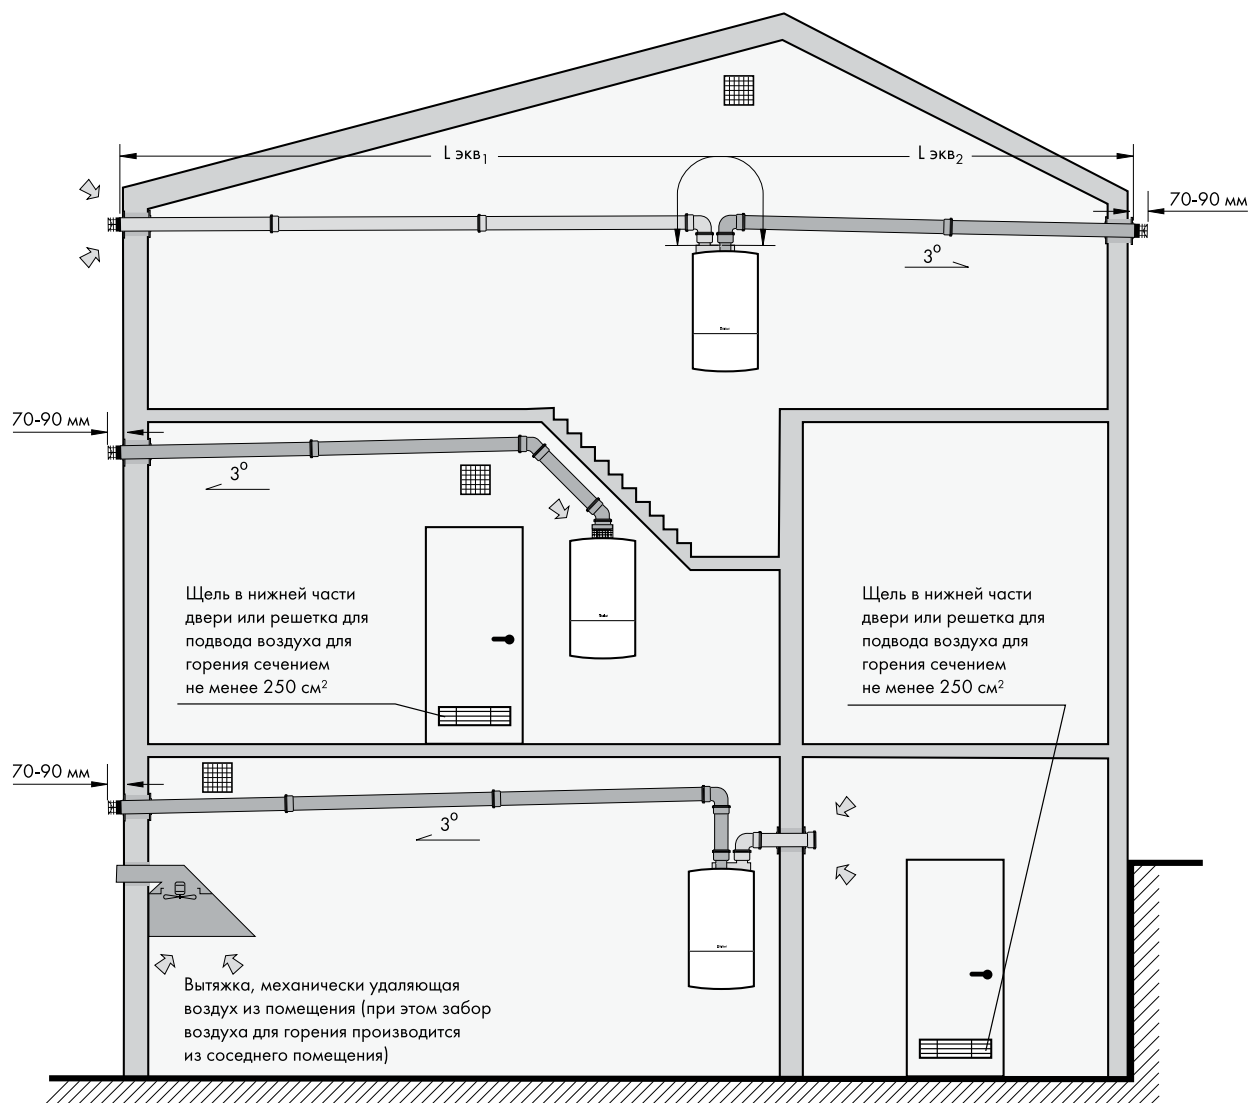 L экв₁
L экв₂
70-90 мм
3°
70-90 мм
3°
Щель в нижней части
двери или решетка для
подвода воздуха для
горения сечением
не менее 250 см²
Щель в нижней части
двери или решетка для
подвода воздуха для
горения сечением
не менее 250 см²
70-90 мм
3°
Вытяжка, механически удаляющая
воздух из помещения (при этом забор
воздуха для горения производится
из соседнего помещения)